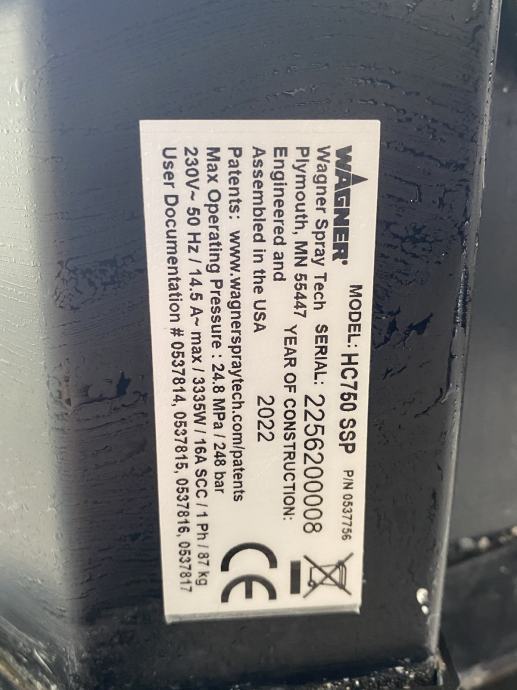 WAGNER® MODEL: HC750 SSP P/N 0537756
Wagner Spray Tech SERIAL: 2256200008
Plymouth, MN 55447 YEAR OF CONSTRUCTION:
Engineered and 2022
Assembled in the USA
Patents: www.wagnerspraytech.com/patents
Max Operating Pressure : 24.8 MPa / 248 bar
230V~ 50 Hz / 14.5 A~ max / 3335W / 16A SCC / 1 Ph / 87 kg
User Documentation # 0537814, 0537815, 0537816, 0537817
CE